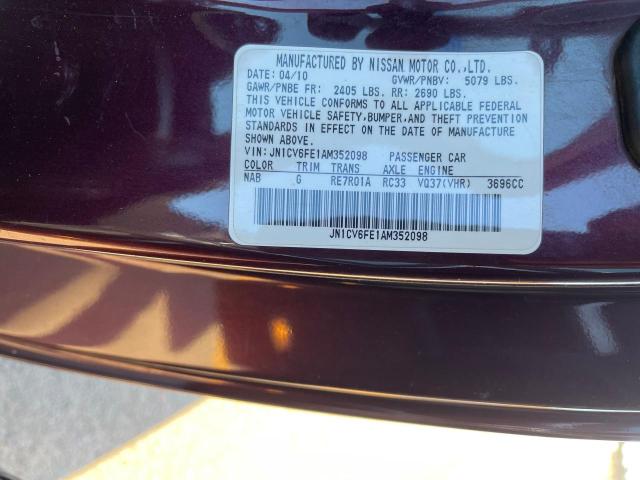 MANUFACTURED BY NISSAN MOTOR CO.,LTD.
DATE: 04/10 GVWR/PNBV: 5079 LBS.
GAWR/PNBE FR: 2405 LBS. RR: 2690 LBS.
THIS VEHICLE CONFORMS TO ALL APPLICABLE FEDERAL
MOTOR VEHICLE SAFETY,BUMPER,AND THEFT PREVENTION
STANDARDS IN EFFECT ON THE DATE OF MANUFACTURE
SHOWN ABOVE.
VIN: JN1CV6FE1AM352098 PASSENGER CAR
COLOR TRIM TRANS AXLE ENGINE
NAB G RE7R01A RC33 VQ37(VHR) 3696CC
JN1CV6FE1AM352098